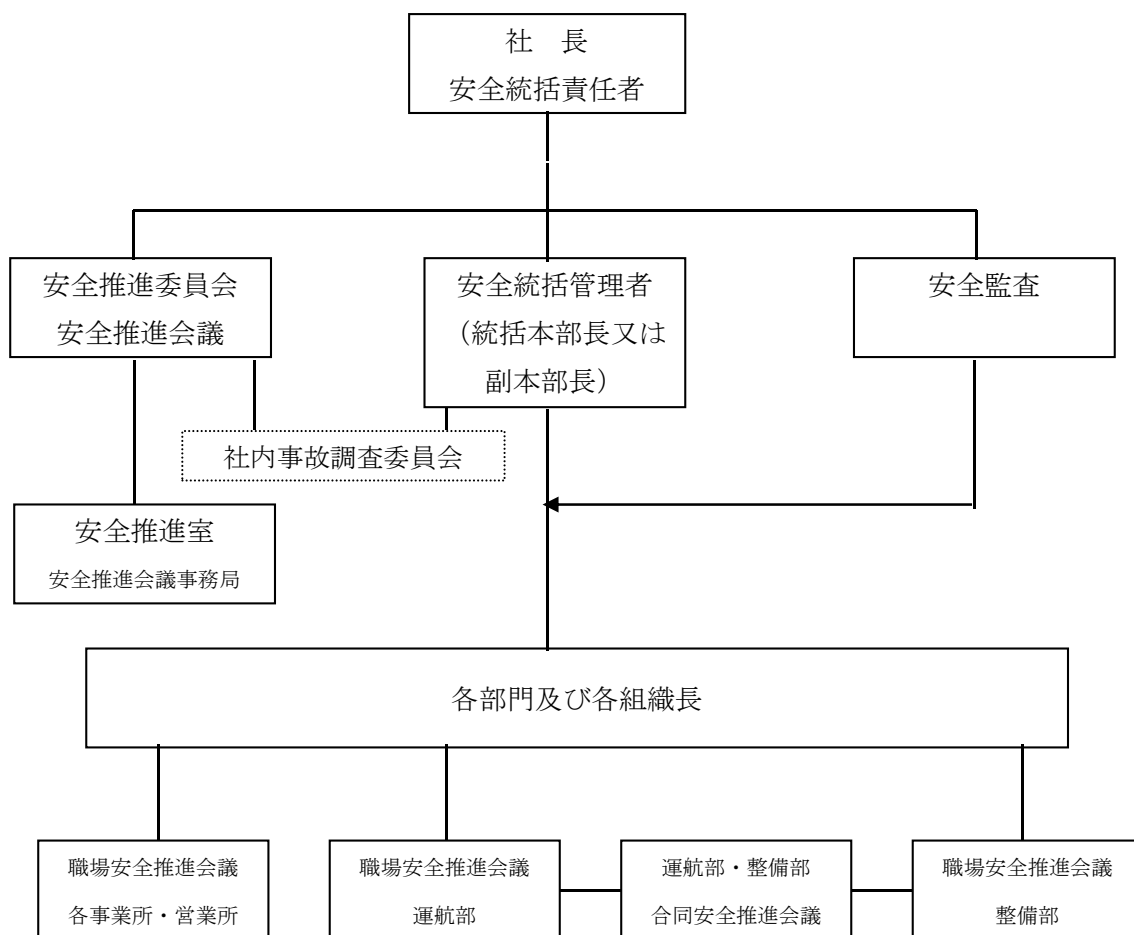 社　長
安全統括責任者
安全推進委員会
安全推進会議
安全統括管理者
（統括本部長又は
副本部長）
安全監査
社内事故調査委員会
安全推進室
安全推進会議事務局
各部門及び各組織長
職場安全推進会議
各事業所・営業所
職場安全推進会議
運航部
運航部・整備部
合同安全推進会議
職場安全推進会議
整備部